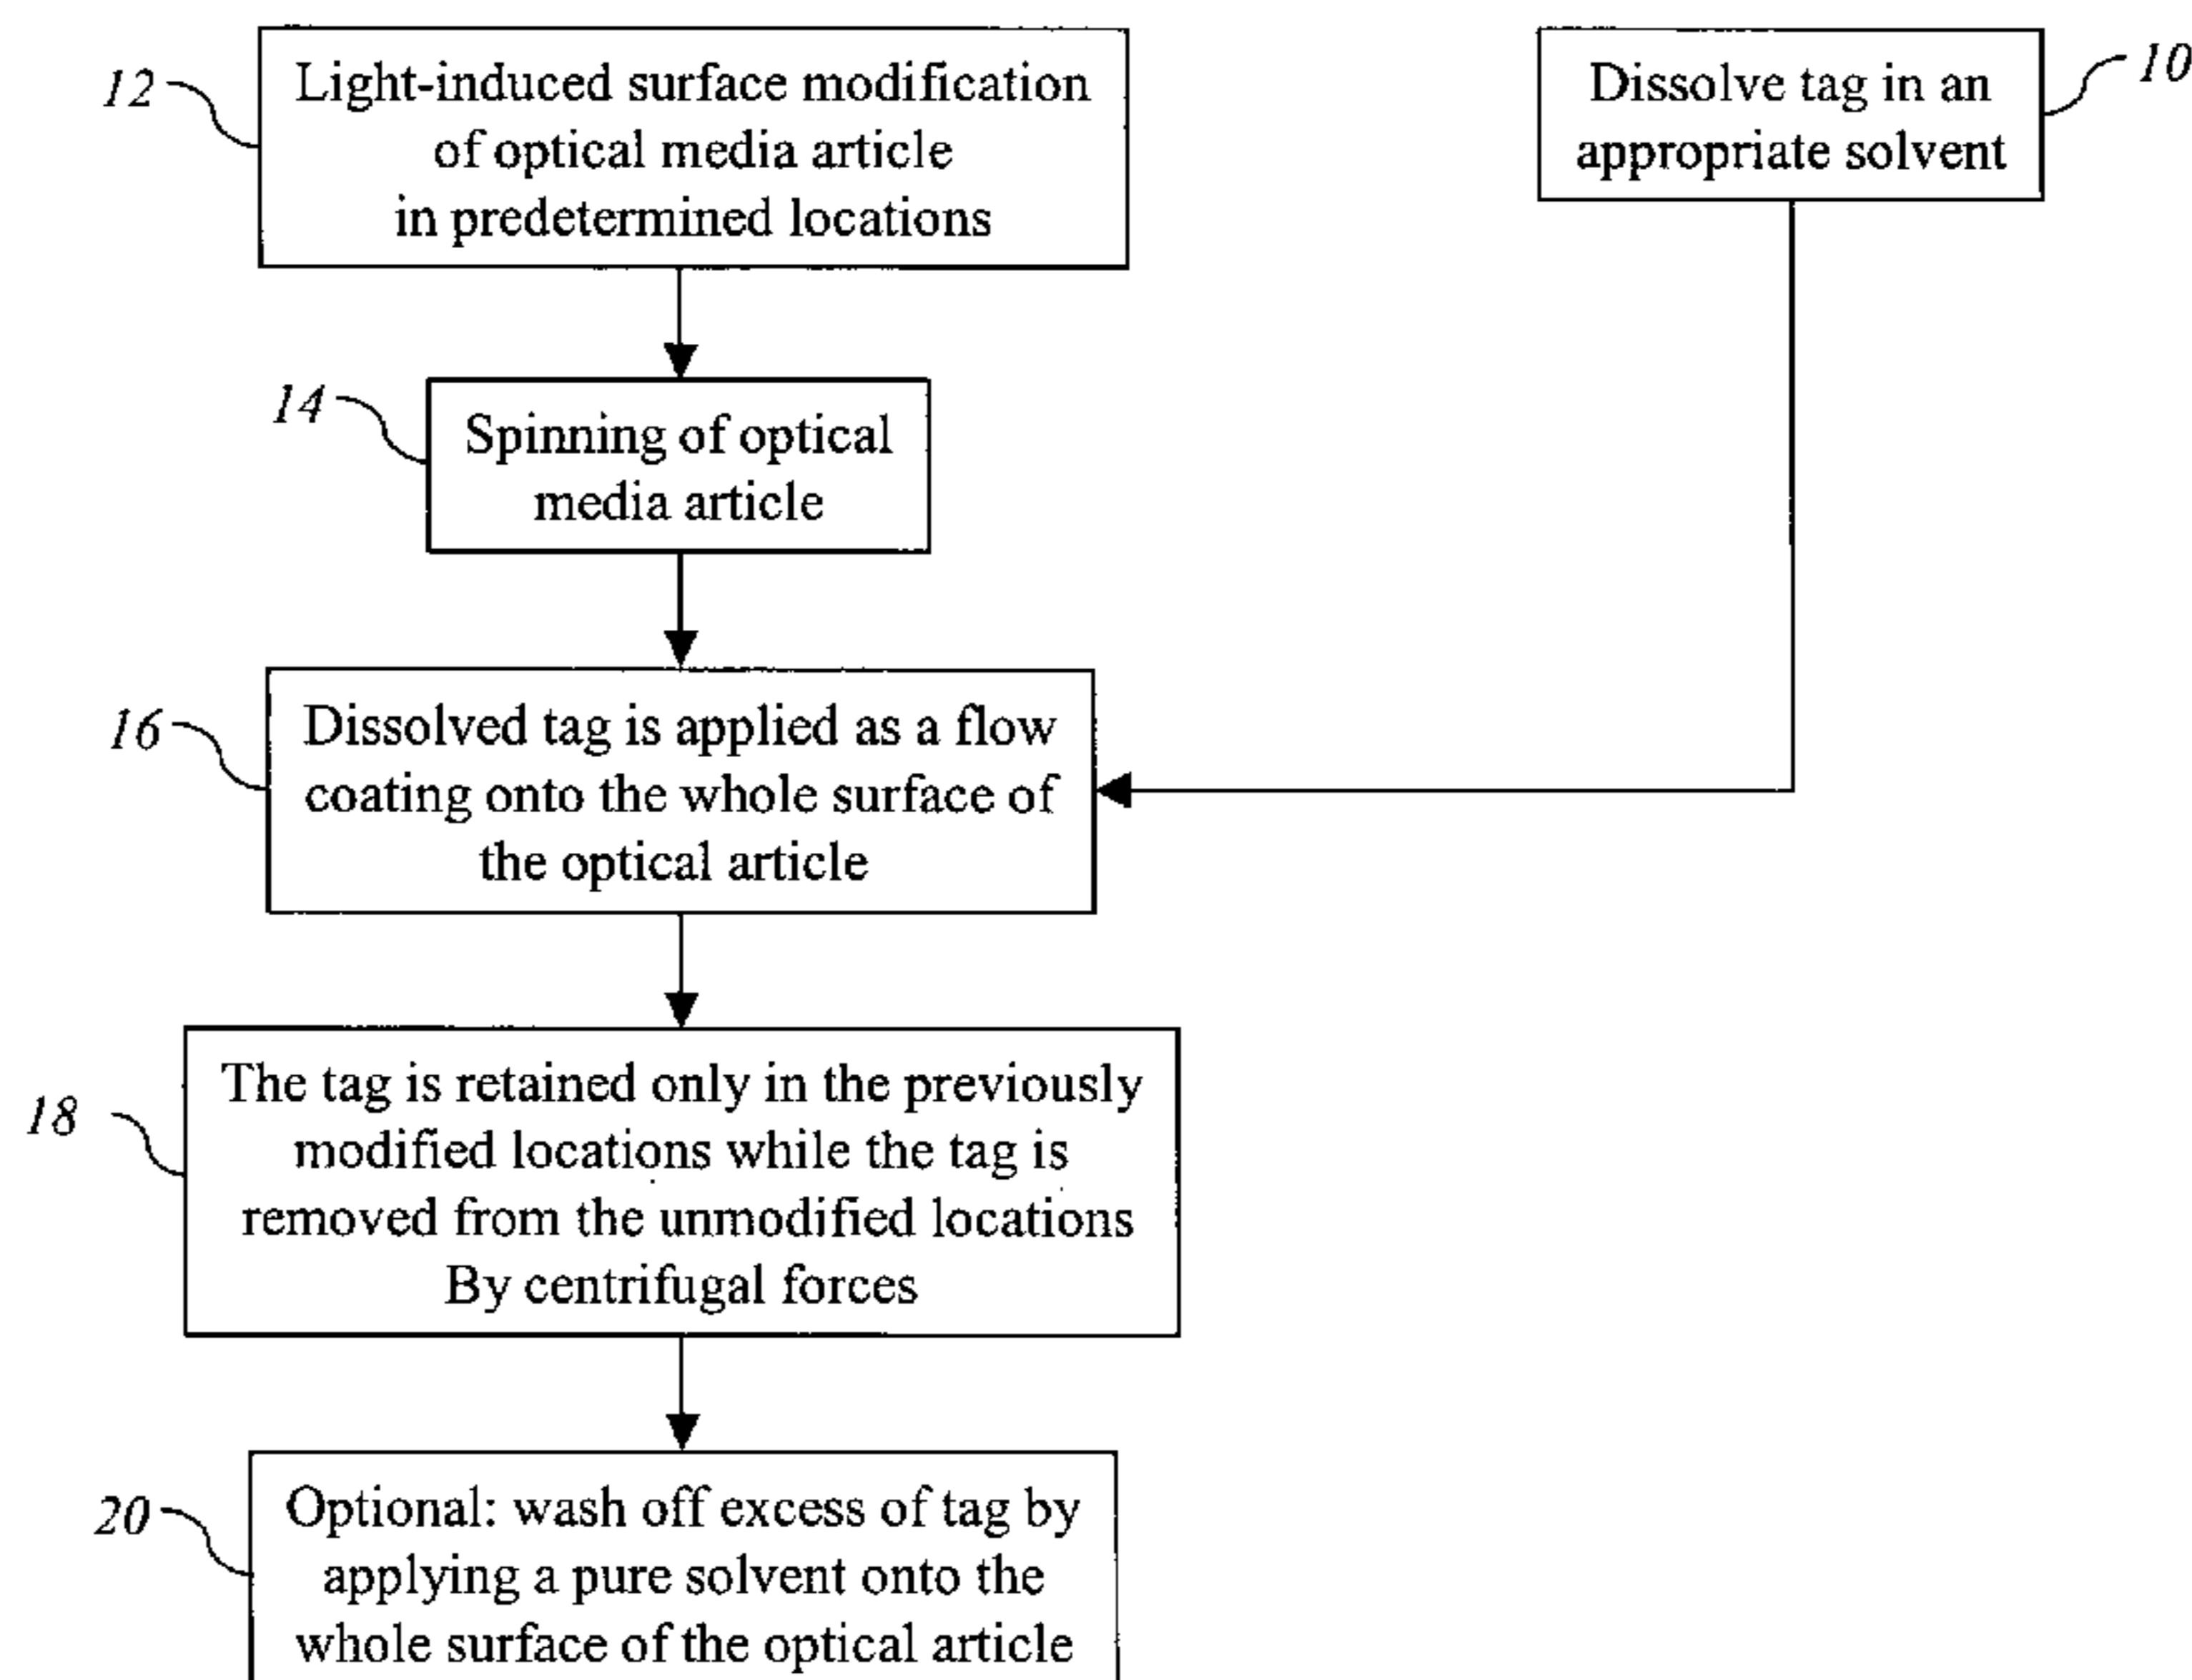 12
Light-induced surface modification
of optical media article
in predetermined locations
Dissolve tag in an
appropriate solvent
10
14
Spinning of optical
media article
16
Dissolved tag is applied as a flow
coating onto the whole surface of
the optical article
18
The tag is retained only in the previously
modified locations while the tag is
removed from the unmodified locations
By centrifugal forces
20
Optional: wash off excess of tag by
applying a pure solvent onto the
whole surface of the optical article